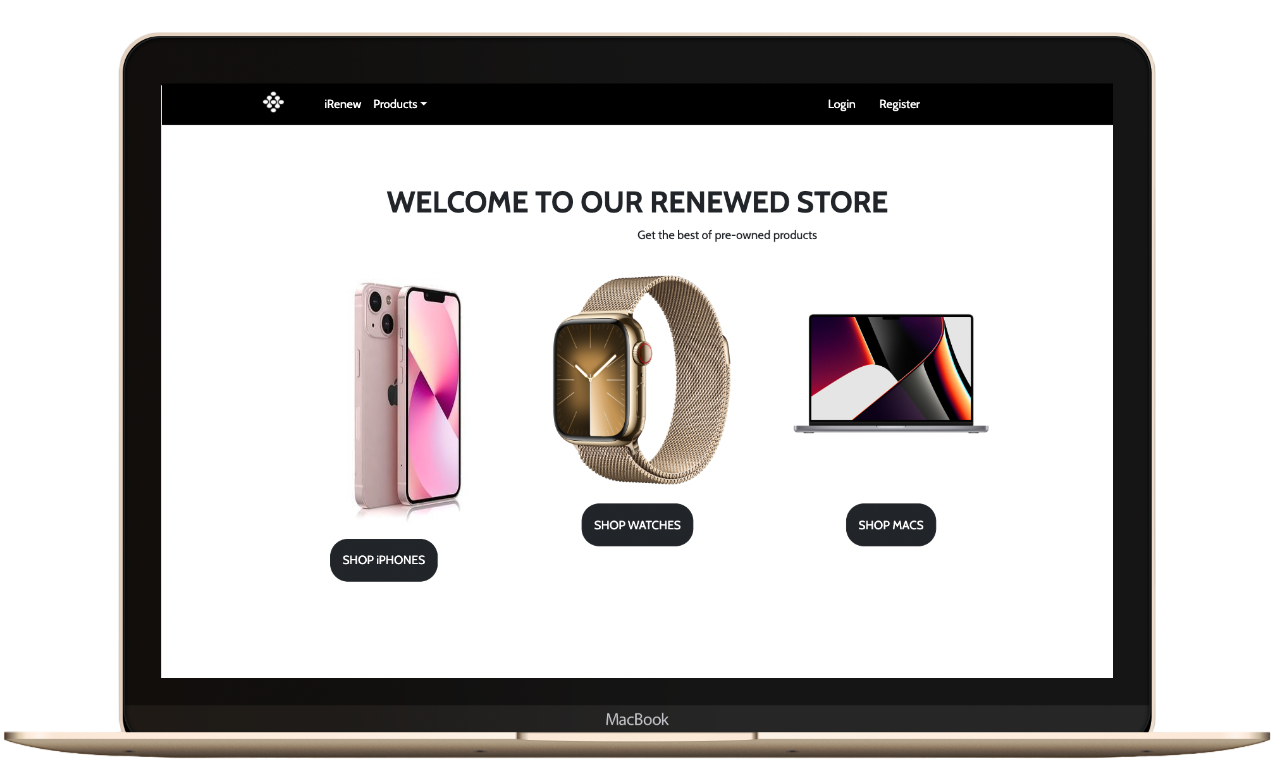 iRenew Products Login Register
WELCOME TO OUR RENEWED STORE
Get the best of pre-owned products
SHOP WATCHES SHOP MACS
SHOP iPHONES
MacBook